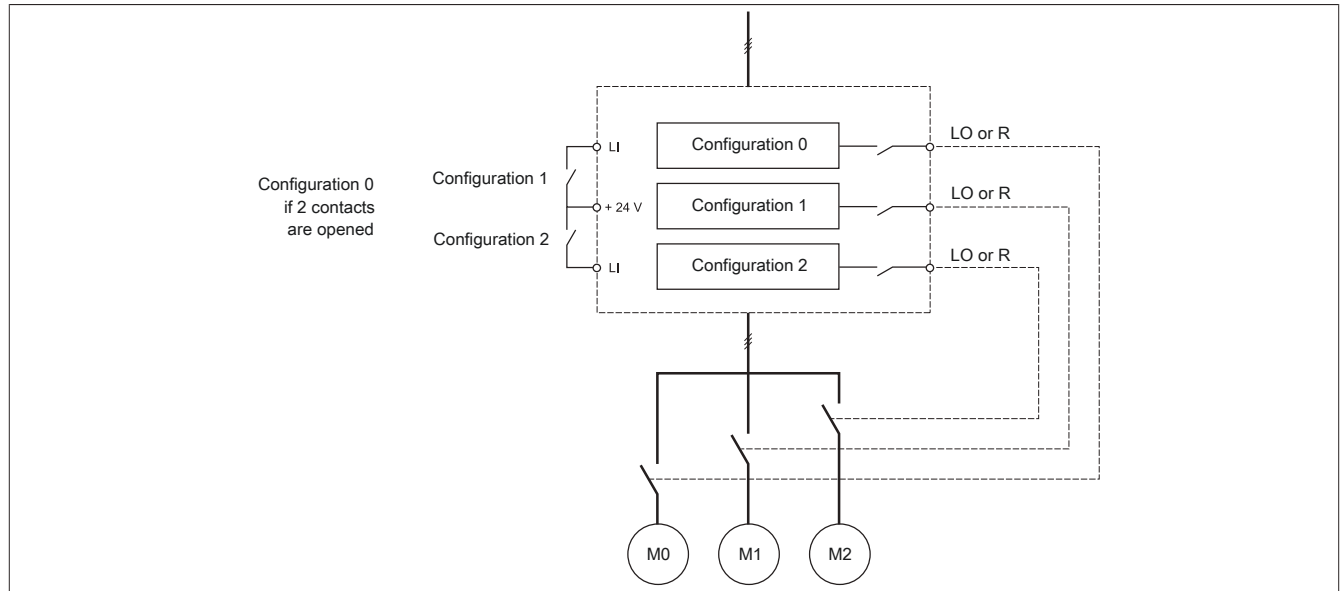 LI
Configuration 0
LO or R
Configuration 0
if 2 contacts
are opened
Configuration 1
+ 24 V
Configuration 1
LO or R
Configuration 2
LI
Configuration 2
LO or R
M0
M1
M2